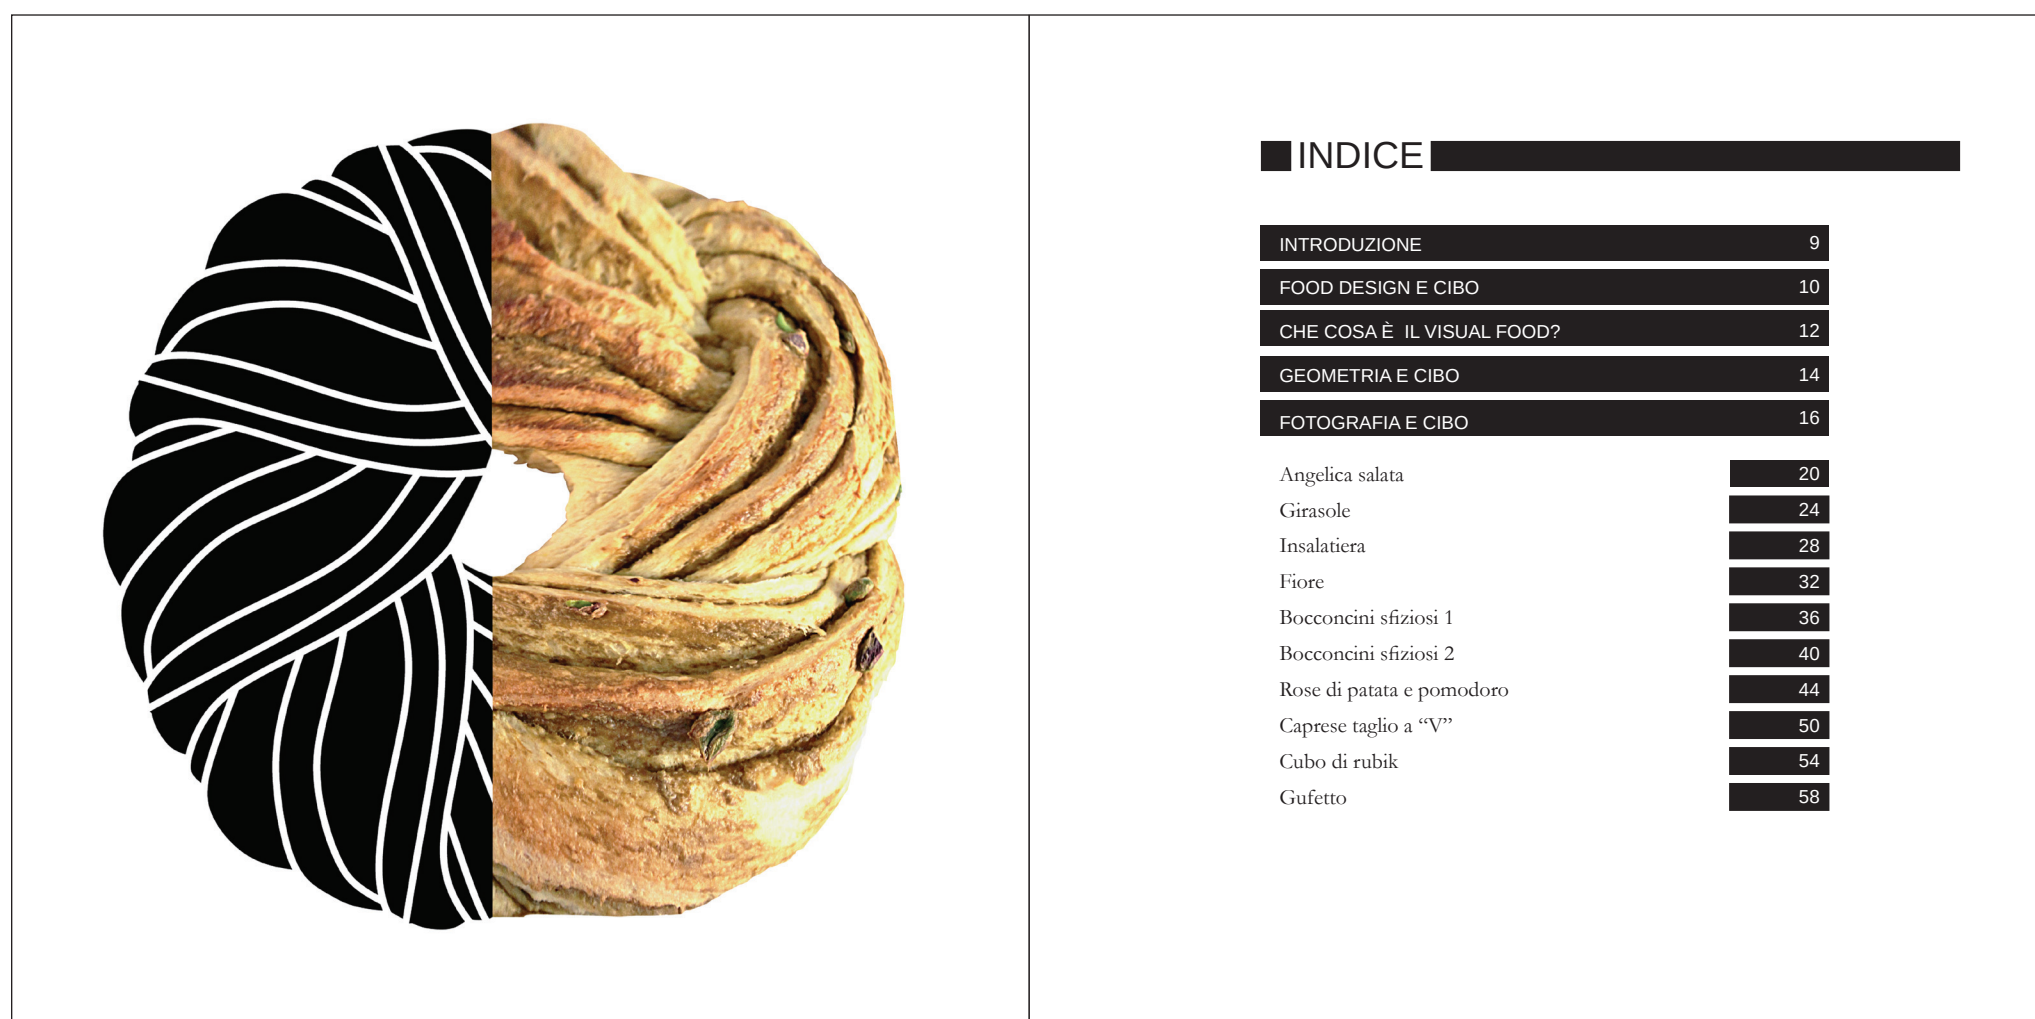 INDICE
INTRODUZIONE 9
FOOD DESIGN E CIBO 10
CHE COSA È IL VISUAL FOOD? 12
GEOMETRIA E CIBO 14
FOTOGRAFIA E CIBO 16
Angelica salata 20
Girasole 24
Insalatiera 28
Fiore 32
Bocconcini sfiziosi 1 36
Bocconcini sfiziosi 2 40
Rose di patata e pomodoro 44
Caprese taglio a “V” 50
Cubo di rubik 54
Gufetto 58